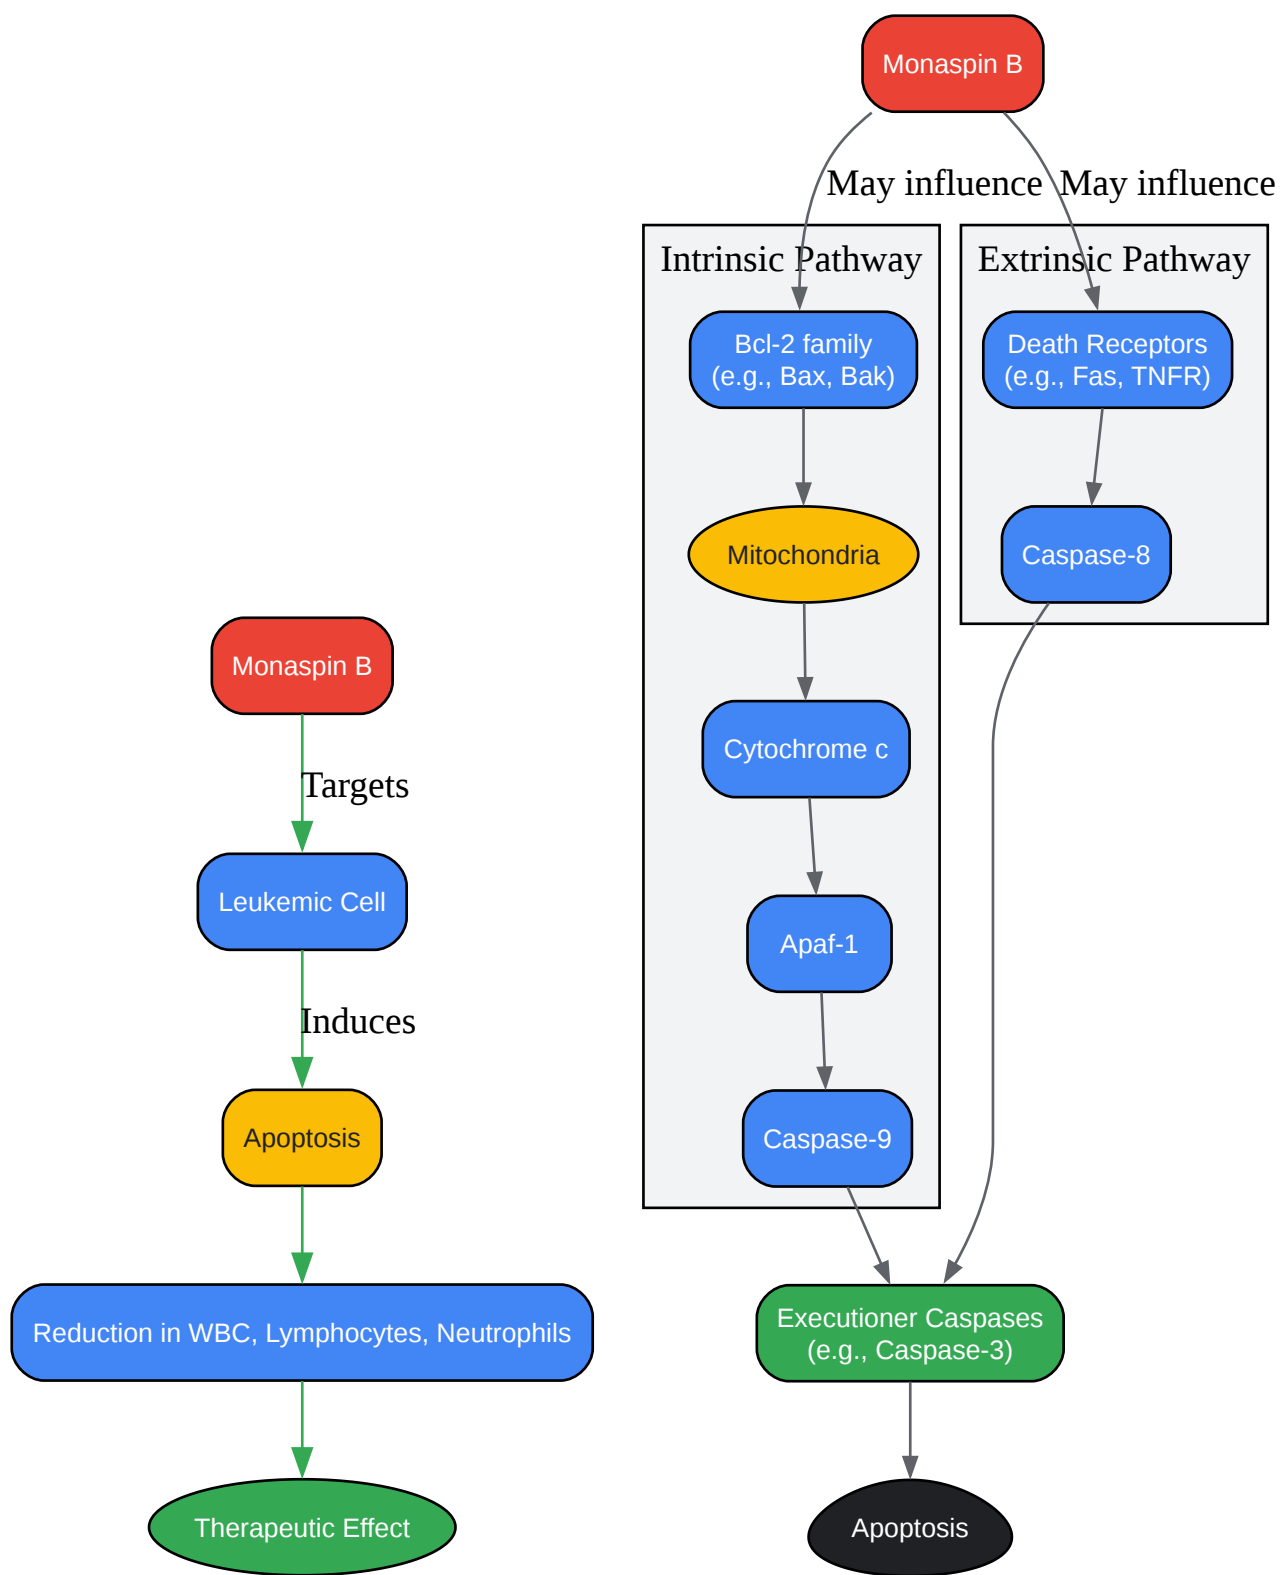 Monaspin B
May influence
May influence
Intrinsic Pathway
Extrinsic Pathway
Bcl-2 family
(e.g., Bax, Bak)
Death Receptors
(e.g., Fas, TNFR)
Mitochondria
Caspase-8
Cytochrome c
Apaf-1
Caspase-9
Executioner Caspases
(e.g., Caspase-3)
Apoptosis
Monaspin B
Targets
Leukemic Cell
Induces
Apoptosis
Reduction in WBC, Lymphocytes, Neutrophils
Therapeutic Effect